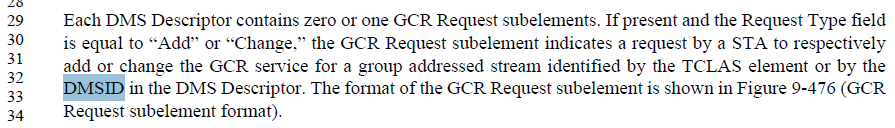 28
29 Each DMS Descriptor contains zero or one GCR Request subelements. If present and the Request Type field
30 is equal to “Add” or “Change,” the GCR Request subelement indicates a request by a STA to respectively
31 add or change the GCR service for a group addressed stream identified by the TCLAS element or by the
32
33 DMSID in the DMS Descriptor. The format of the GCR Request subelement is shown in Figure 9-476 (GCR
34 Request subelement format).